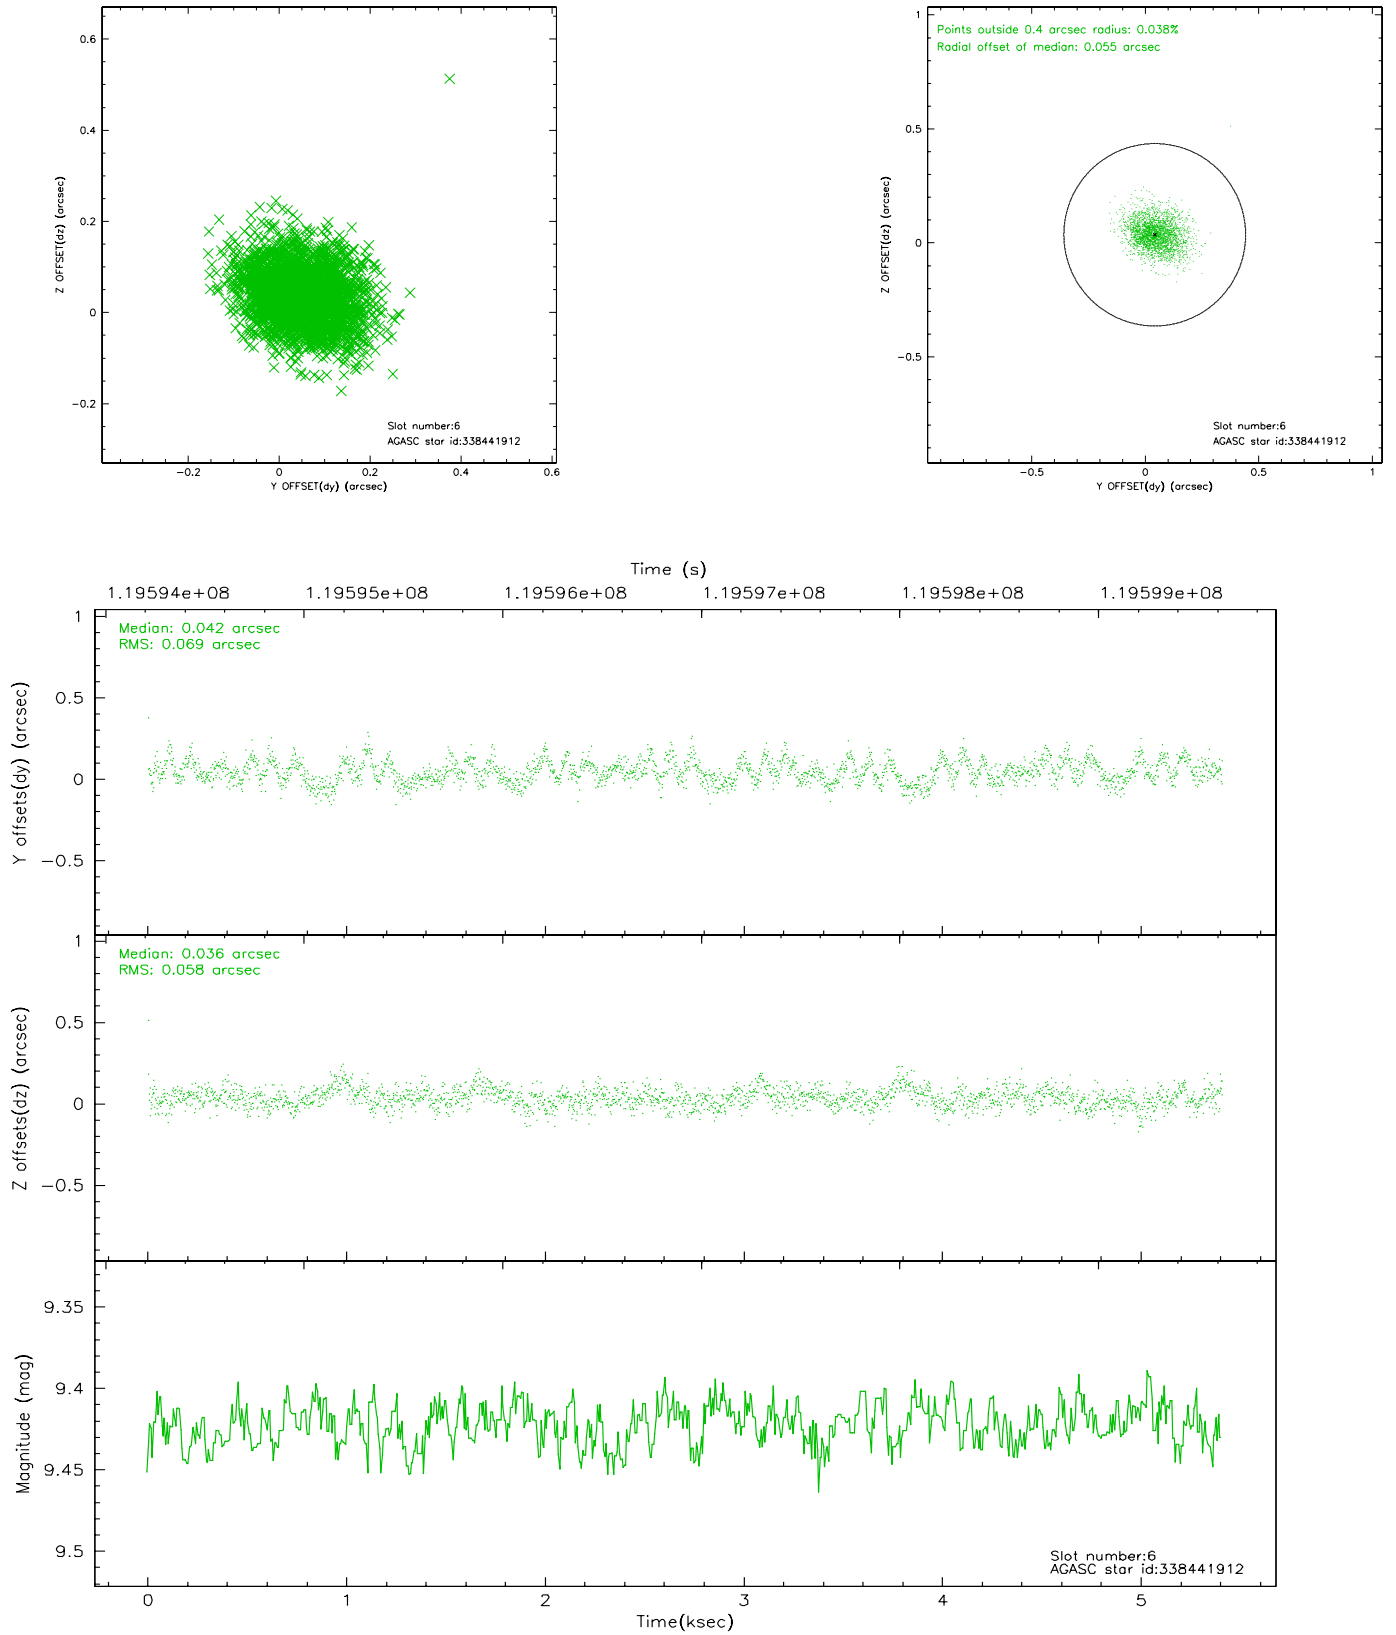 0.6
0.4
0.2
0
−0.2
−0.2
0
0.2
0.4
0.6
Z OFFSET(dz) (arcsec)
Y OFFSET(dy) (arcsec)
Slot number:6
AGASC star id:338441912
Points outside 0.4 arcsec radius: 0.038%
Radial offset of median: 0.055 arcsec
1
0.5
0
−0.5
−0.5
0
0.5
1
Z OFFSET(dz) (arcsec)
Y OFFSET(dy) (arcsec)
Slot number:6
AGASC star id:338441912
Time (s)
1.19594e+08 1.19595e+08 1.19596e+08 1.19597e+08 1.19598e+08 1.19599e+08
Median: 0.042 arcsec
RMS: 0.069 arcsec
1
0.5
0
−0.5
Y offsets(dy) (arcsec)
Median: 0.036 arcsec
RMS: 0.058 arcsec
1
0.5
0
−0.5
Z offsets(dz) (arcsec)
9.35
9.4
9.45
9.5
Magnitude (mag)
Slot number:6
AGASC star id:338441912
0 1 2 3 4 5
Time(ksec)